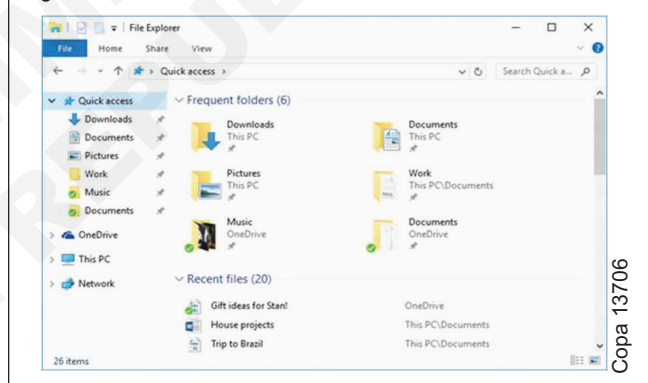 File Explorer
File Home Share View
Quick access Search Quick a...
Quick access
Downloads
Documents
Pictures
Work
Music
Documents
OneDrive
This PC
Network
Frequent folders (6)
Downloads
This PC
Documents
This PC
Pictures
This PC
Work
This PC\Documents
Music
OneDrive
Documents
OneDrive
Recent files (20)
Gift ideas for Stan! OneDrive
House projects This PC\Documents
Trip to Brazil This PC\Documents
26 items
Copa 13706